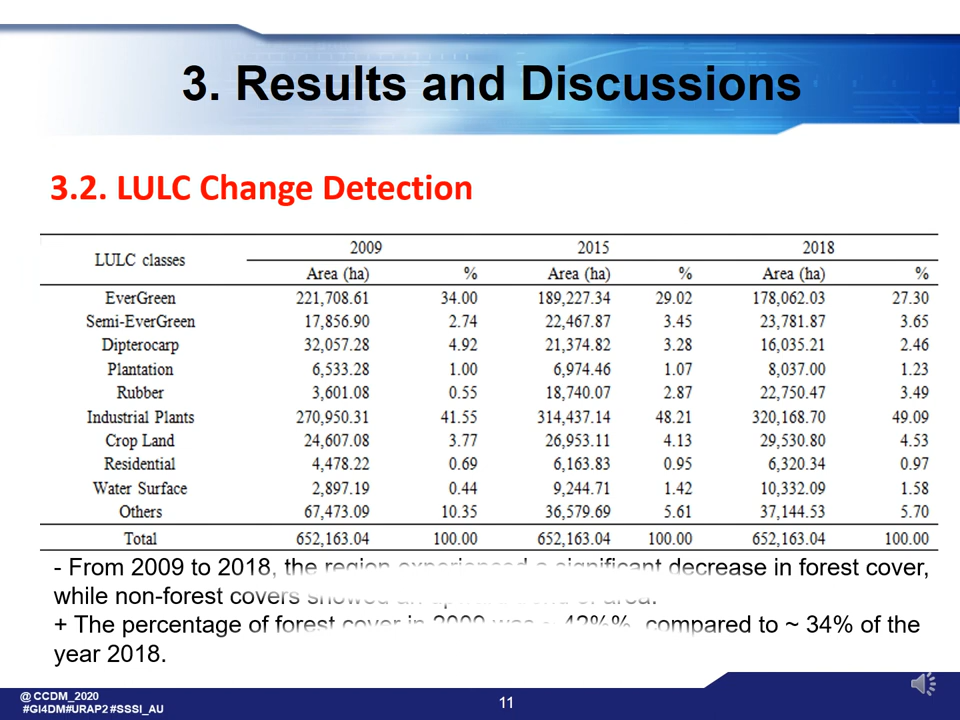 3. Results and Discussions
3.2. LULC Change Detection
LULC classes 2009 2015 2018
Area (ha) % Area (ha) % Area (ha) %
EverGreen 221,708.61 34.00 189,227.34 29.02 178,062.03 27.30
Semi-EverGreen 17,856.90 2.74 22,467.87 3.45 23,781.87 3.65
Dipterocarp 32,057.28 4.92 21,374.82 3.28 16,035.21 2.46
Plantation 6,533.28 1.00 6,974.46 1.07 8,037.00 1.23
Rubber 3,601.08 0.55 18,740.07 2.87 22,750.47 3.49
Industrial Plants 270,950.31 41.55 314,437.14 48.21 320,168.70 49.09
Crop Land 24,607.08 3.77 26,953.11 4.13 29,530.80 4.53
Residential 4,478.22 0.69 6,163.83 0.95 6,320.34 0.97
Water Surface 2,897.19 0.44 9,244.71 1.42 10,332.09 1.58
Others 67,473.09 10.35 36,579.69 5.61 37,144.53 5.70
Total 652,163.04 100.00 652,163.04 100.00 652,163.04 100.00
- From 2009 to 2018, the region experienced a significant decrease in forest cover,
while non-forest covers showed an upward trend of area.
+ The percentage of forest cover in 2009 was ~ 42%%, compared to ~ 34% of the
year 2018.
@ CCDM_2020
#GI4DM#URAP2 #SSSI_AU
11